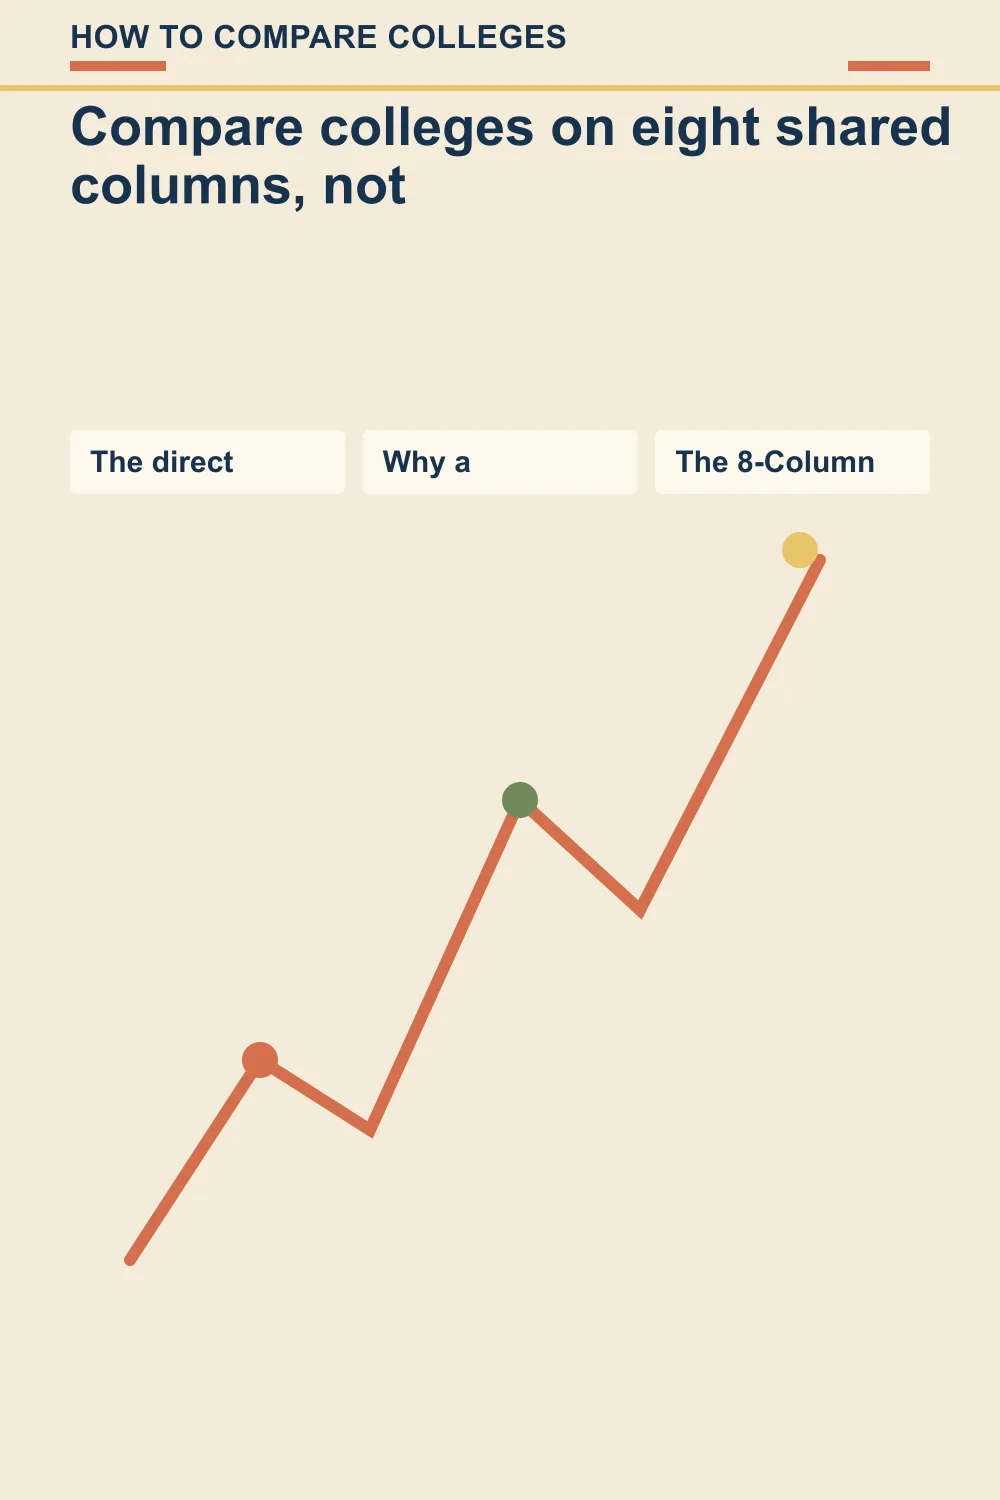 HOW TO COMPARE COLLEGES
Compare colleges on eight shared
columns, not
The direct
Why a
The 8-Column